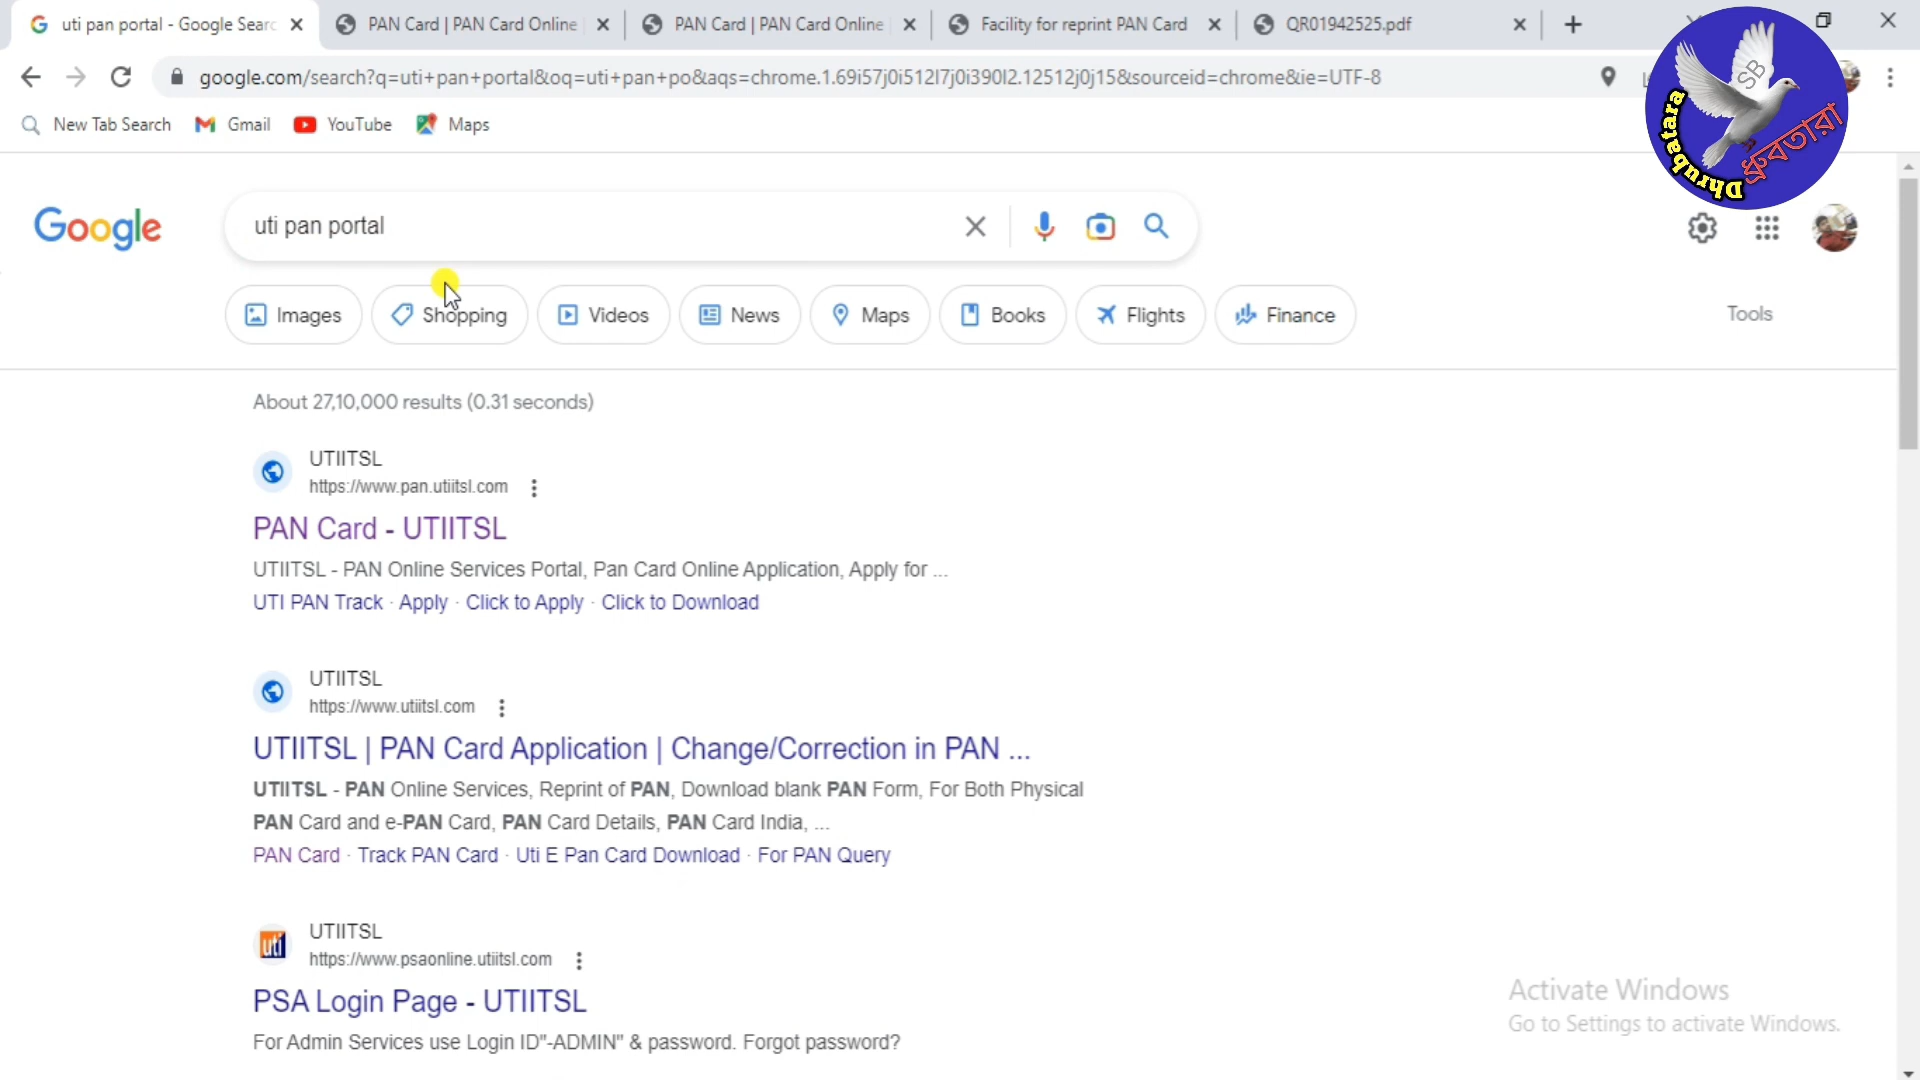 uti pan portal - Google Searc
PAN Card | PAN Card Online
PAN Card | PAN Card Online
Facility for reprint PAN Card
QR01942525.pdf
google.com/search?q=uti+pan+portal&oq=uti+pan+po&aqs=chrome.1.69i57j0i512l7j0i390l2.12512j0j15&sourceid=chrome&ie=UTF-8
New Tab Search
Gmail
YouTube
Maps
SB
Dhrubatara
ধ্রুবতারা
Google
uti pan portal
Images
Shopping
Videos
News
Maps
Books
Flights
Finance
Tools
About 27,10,000 results (0.31 seconds)
UTIITSL
https://www.pan.utiitsl.com
PAN Card - UTIITSL
UTIITSL - PAN Online Services Portal, Pan Card Online Application, Apply for ...
UTI PAN Track · Apply · Click to Apply · Click to Download
UTIITSL
https://www.utiitsl.com
UTIITSL | PAN Card Application | Change/Correction in PAN ...
UTIITSL - PAN Online Services, Reprint of PAN, Download blank PAN Form, For Both Physical
PAN Card and e-PAN Card, PAN Card Details, PAN Card India, ...
PAN Card · Track PAN Card · Uti E Pan Card Download · For PAN Query
uti
UTIITSL
https://www.psaonline.utiitsl.com
PSA Login Page - UTIITSL
For Admin Services use Login ID"-ADMIN" & password. Forgot password?
Activate Windows
Go to Settings to activate Windows.